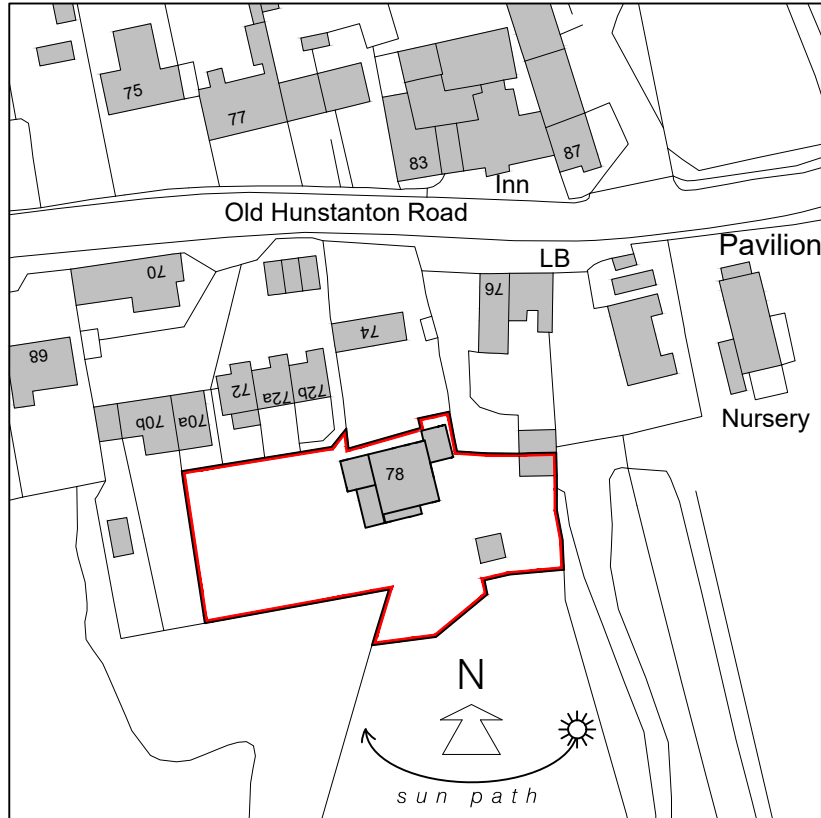 75
77
83
87
Inn
Old Hunstanton Road
Pavilion
LB
70
76
74
68
72
72a
72b
70b
70a
Nursery
78
N
sun path